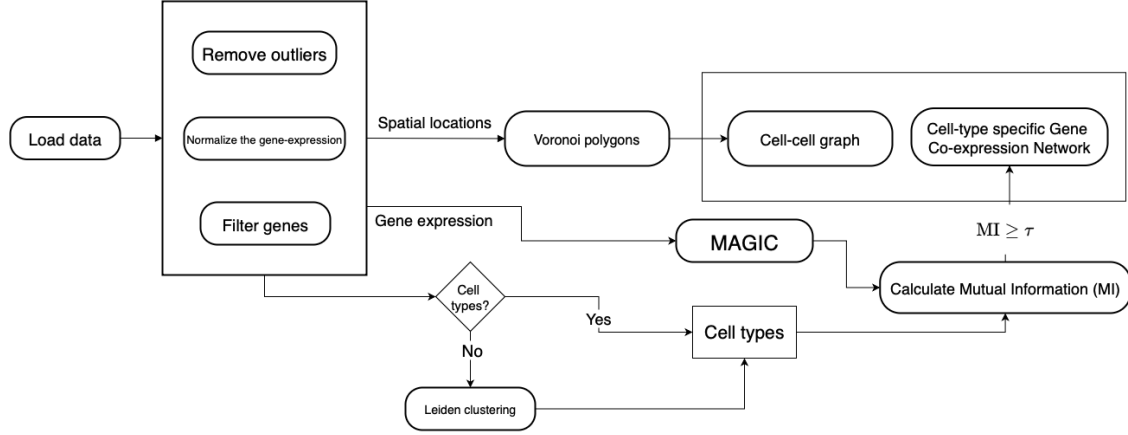 Remove outliers
Load data
Normalize the gene-expression
Filter genes
Spatial locations
Voronoi polygons
Cell-cell graph
Cell-type specific Gene
Co-expression Network
Gene expression
MAGIC
MI ≥ τ
Calculate Mutual Information (MI)
Cell
types?
Yes
No
Cell types
Leiden clustering